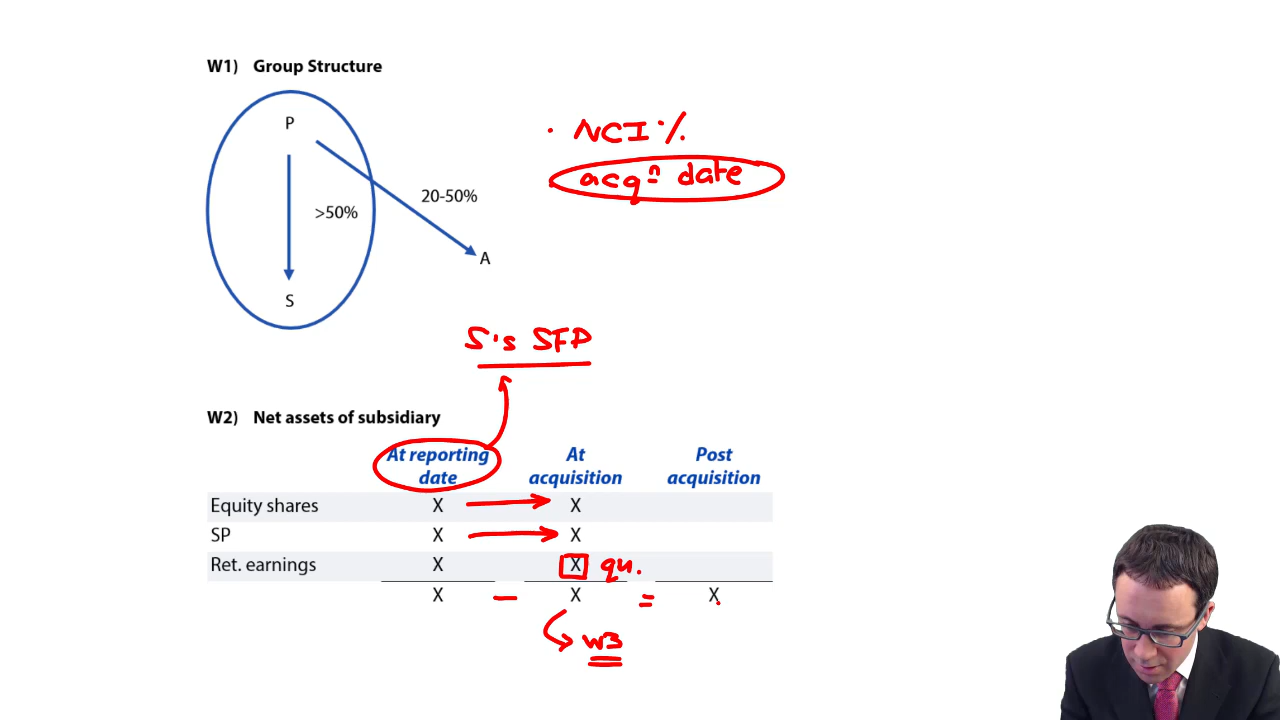 W1) Group Structure
P
NCI %
acqⁿ date
20-50%
>50%
A
S
S's SFP
W2) Net assets of subsidiary
At reporting date At acquisition Post acquisition
Equity shares X X
SP X X
Ret. earnings X X qu.
X – X = X
W3